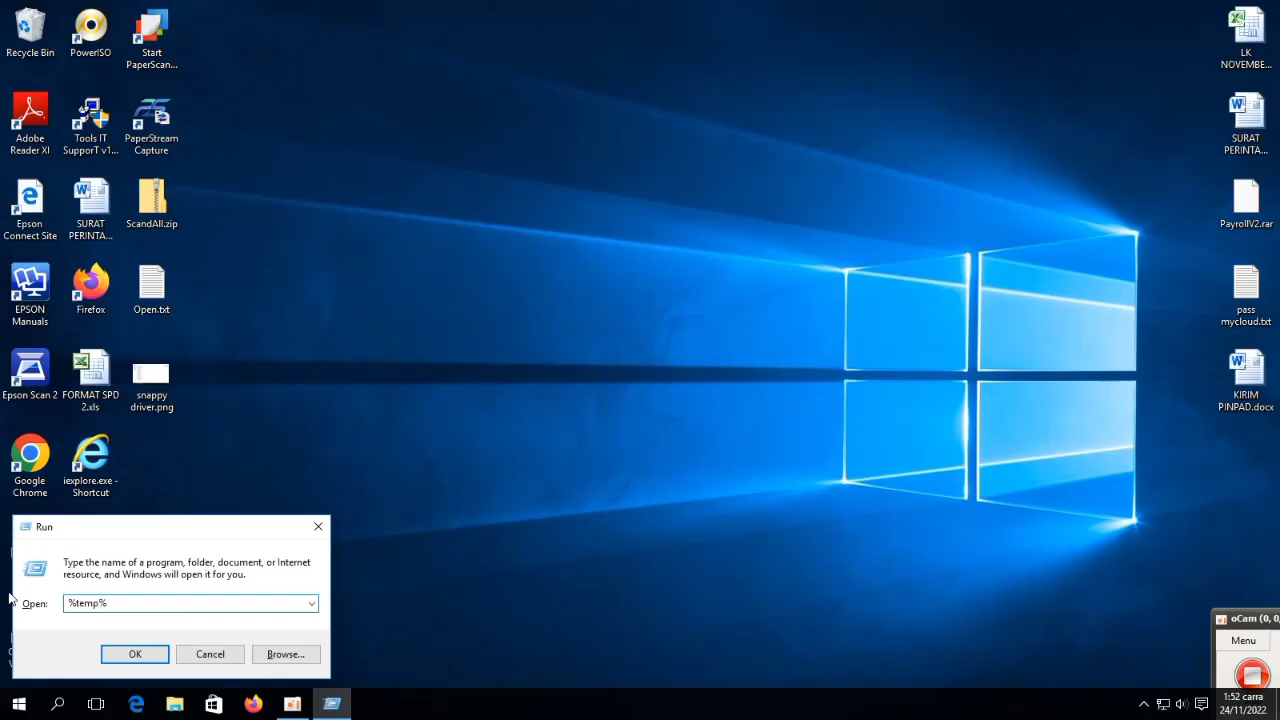 Recycle Bin
PowerISO
Start
PaperScan...
Adobe
Reader XI
Tools IT
SupporT v1...
PaperStream
Capture
Epson
Connect Site
SURAT
PERINTA...
ScandAll.zip
EPSON
Manuals
Firefox
Open.txt
Epson Scan 2
FORMAT SPD
2.xls
snappy
driver.png
Google
Chrome
iexplore.exe -
Shortcut
LK
NOVEMBE...
SURAT
PERINTA...
PayrollV2.rar
pass
mycloud.txt
KIRIM
PINPAD.docx
Run
Type the name of a program, folder, document, or Internet
resource, and Windows will open it for you.
Open:
%temp%
OK
Cancel
Browse...
oCam (0, 0,
Menu
1:52 carra
24/11/2022